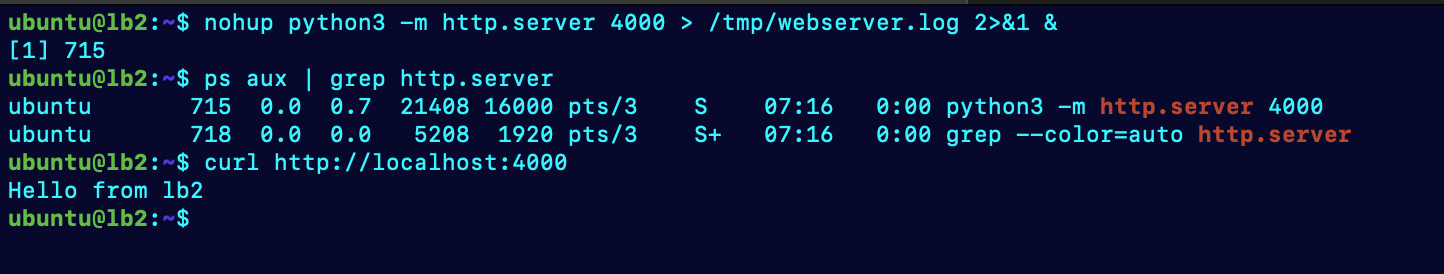 ubuntu@lb2:~$ nohup python3 -m http.server 4000 > /tmp/webserver.log 2>&1 &
[1] 715
ubuntu@lb2:~$ ps aux | grep http.server
ubuntu       715  0.0  0.7  21408 16000 pts/3    S    07:16   0:00 python3 -m http.server 4000
ubuntu       718  0.0  0.0   5208  1920 pts/3    S+   07:16   0:00 grep --color=auto http.server
ubuntu@lb2:~$ curl http://localhost:4000
Hello from lb2
ubuntu@lb2:~$